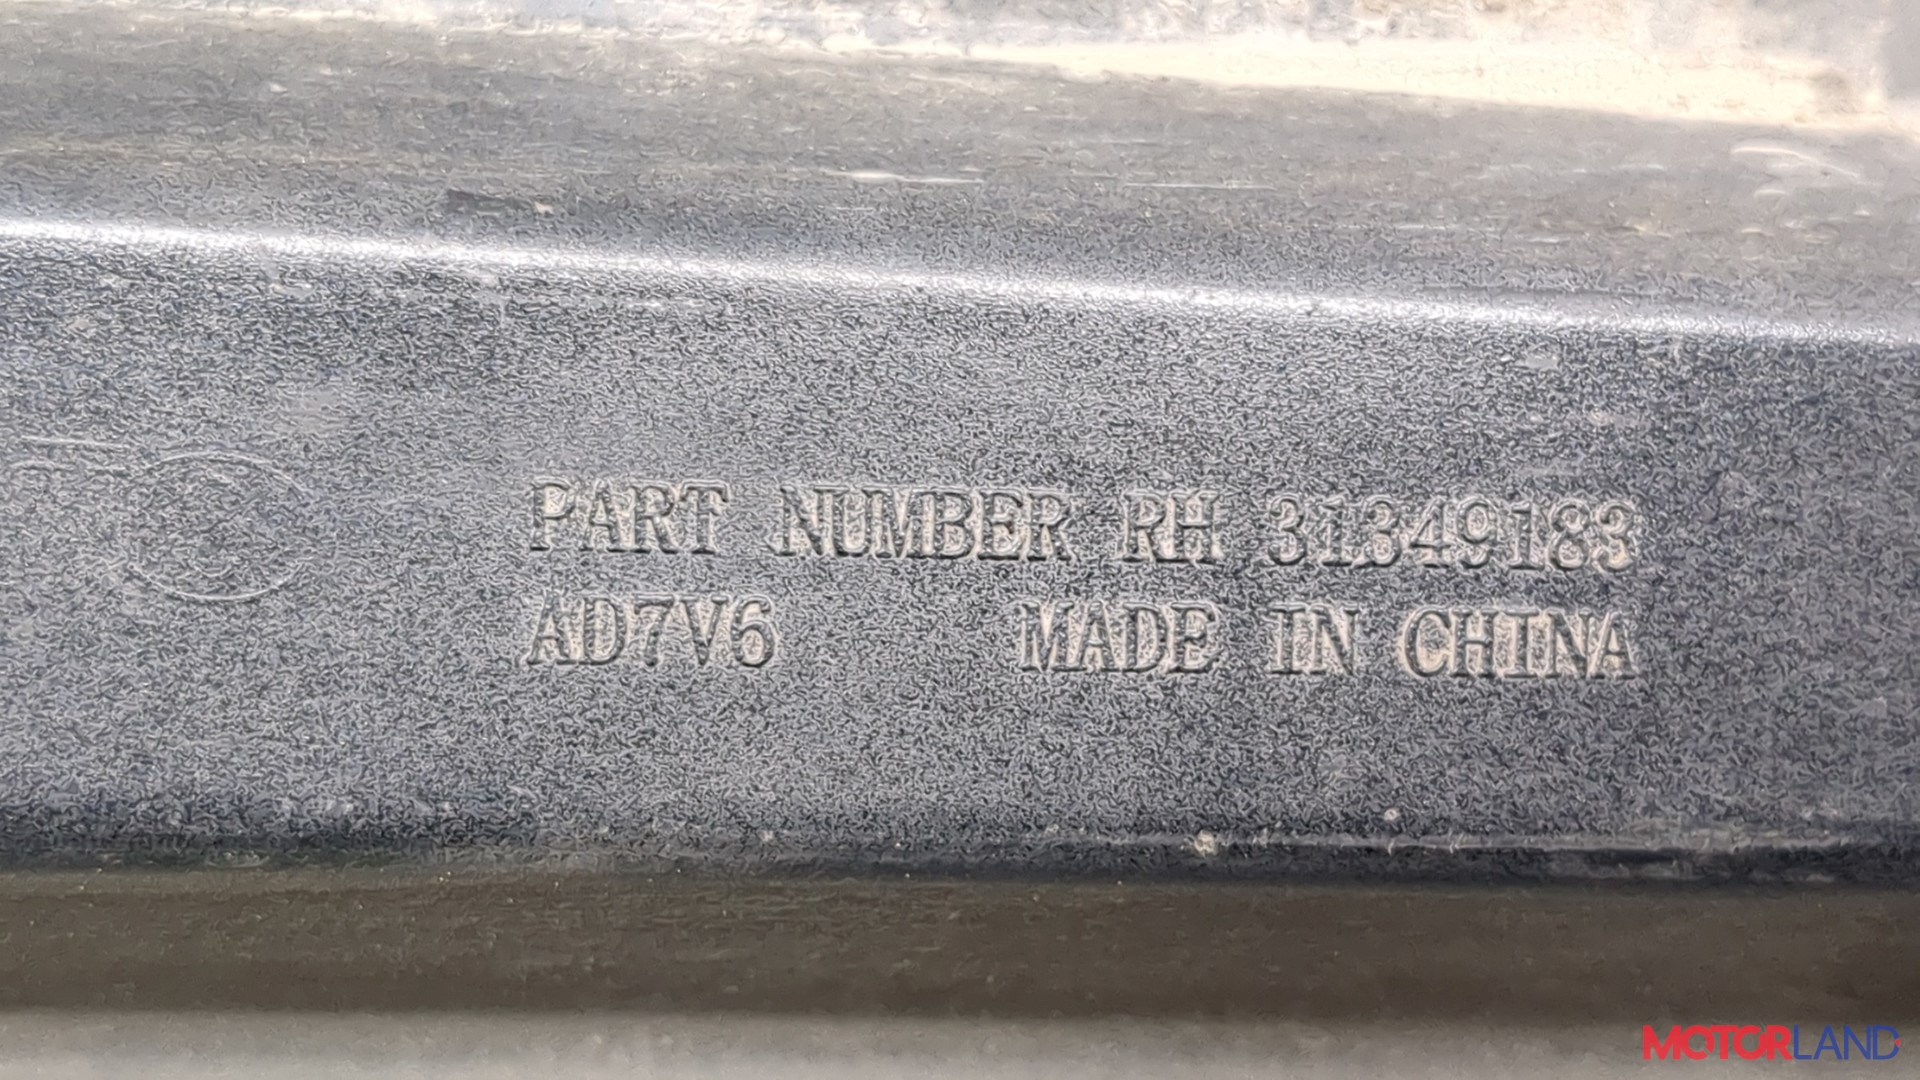 PART NUMBER RH 31349183
AD7V6 MADE IN CHINA
MOTORLAND